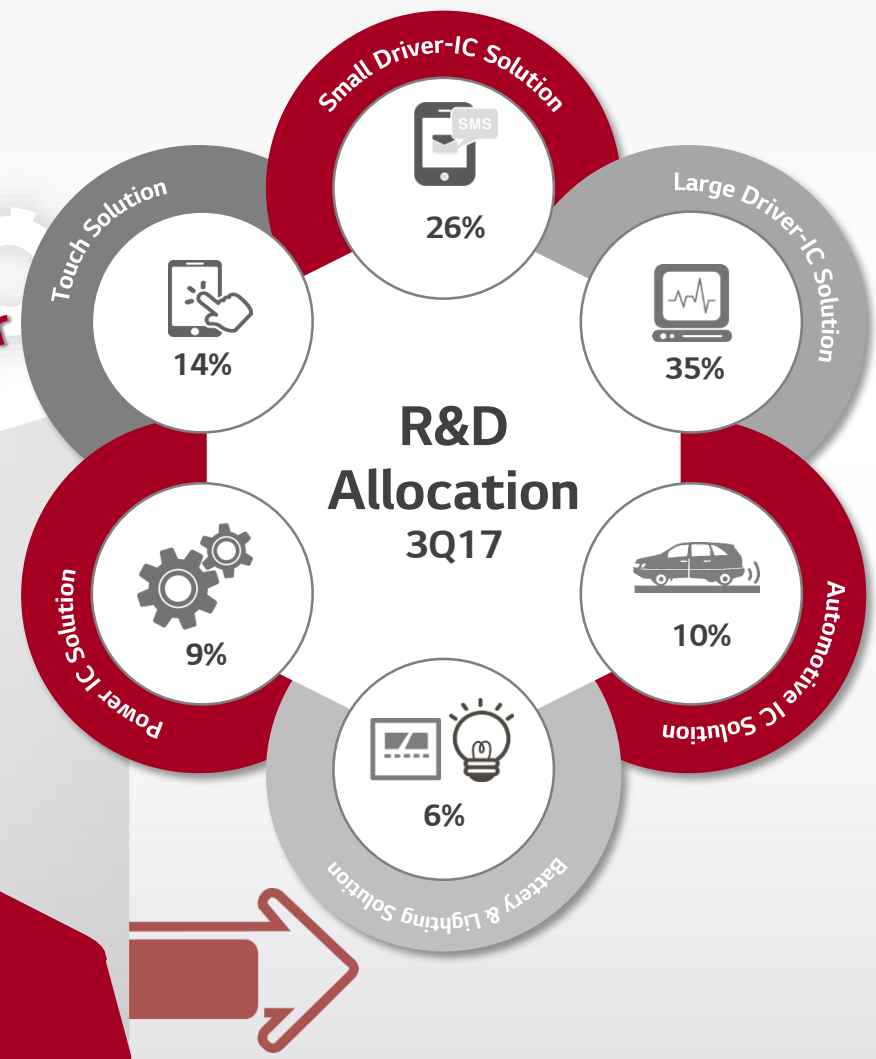 Small Driver-IC Solution
SMS
26%
Large Driver-IC Solution
35%
Touch Solution
14%
R&D
Allocation
3Q17
Automotive IC Solution
10%
Power IC Solution
9%
6%
Battery & Lighting Solution